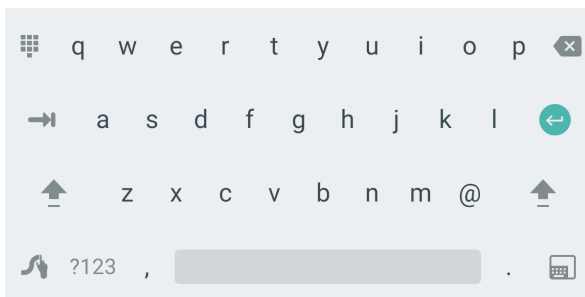 q w e r t y u i o p
a s d f g h j k l
z x c v b n m @
?123 , .